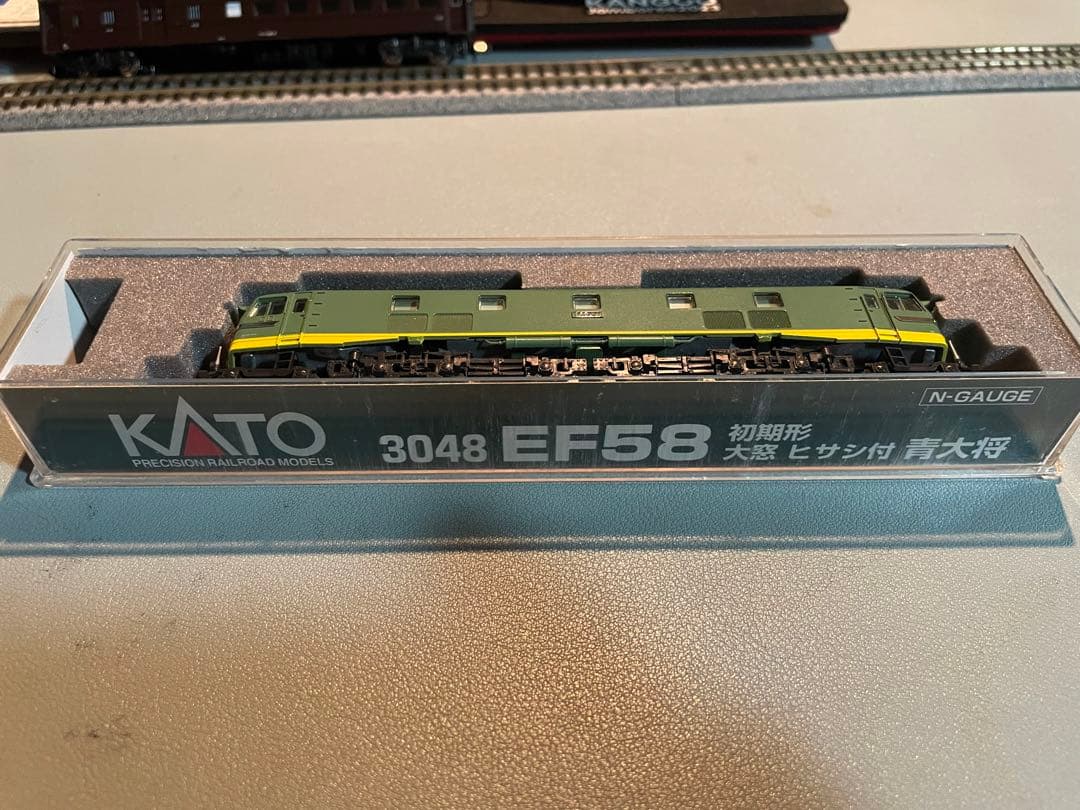 KATO
PRECISION RAILROAD MODELS
3048 EF58 初期形 大窓 ヒサシ付 青大将
N-GAUGE